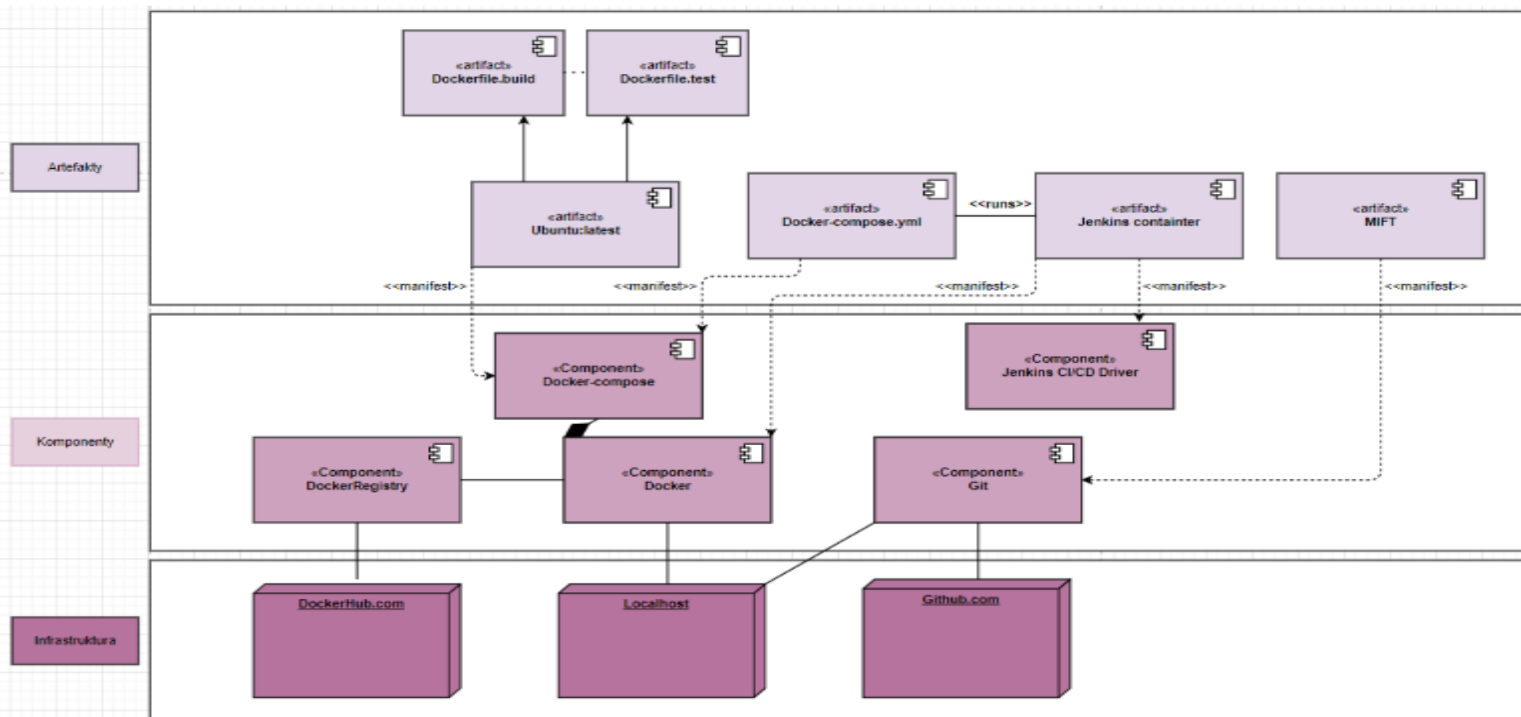 «artifact»
Dockerfile.build
«artifact»
Dockerfile.test
Artefakty
«artifact»
Ubuntu:latest
«artifact»
Docker-compose.yml
<<runs>>
«artifact»
Jenkins containter
«artifact»
MIFT
<<manifest>>
<<manifest>>
<<manifest>>
<<manifest>>
<<manifest>>
«Component»
Docker-compose
«Component»
Jenkins CI/CD Driver
Komponenty
«Component»
DockerRegistry
«Component»
Docker
«Component»
Git
Infrastruktura
DockerHub.com
Localhost
Github.com